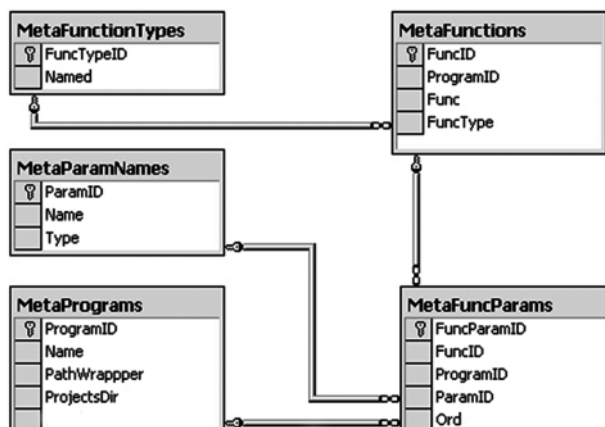 MetaFunctionTypes
FuncTypeID
Named
MetaFunctions
FuncID
ProgramID
Func
FuncType
MetaParamNames
ParamID
Name
Type
MetaPrograms
ProgramID
Name
PathWrappper
ProjectsDir
MetaFuncParams
FuncParamID
FuncID
ProgramID
ParamID
Ord